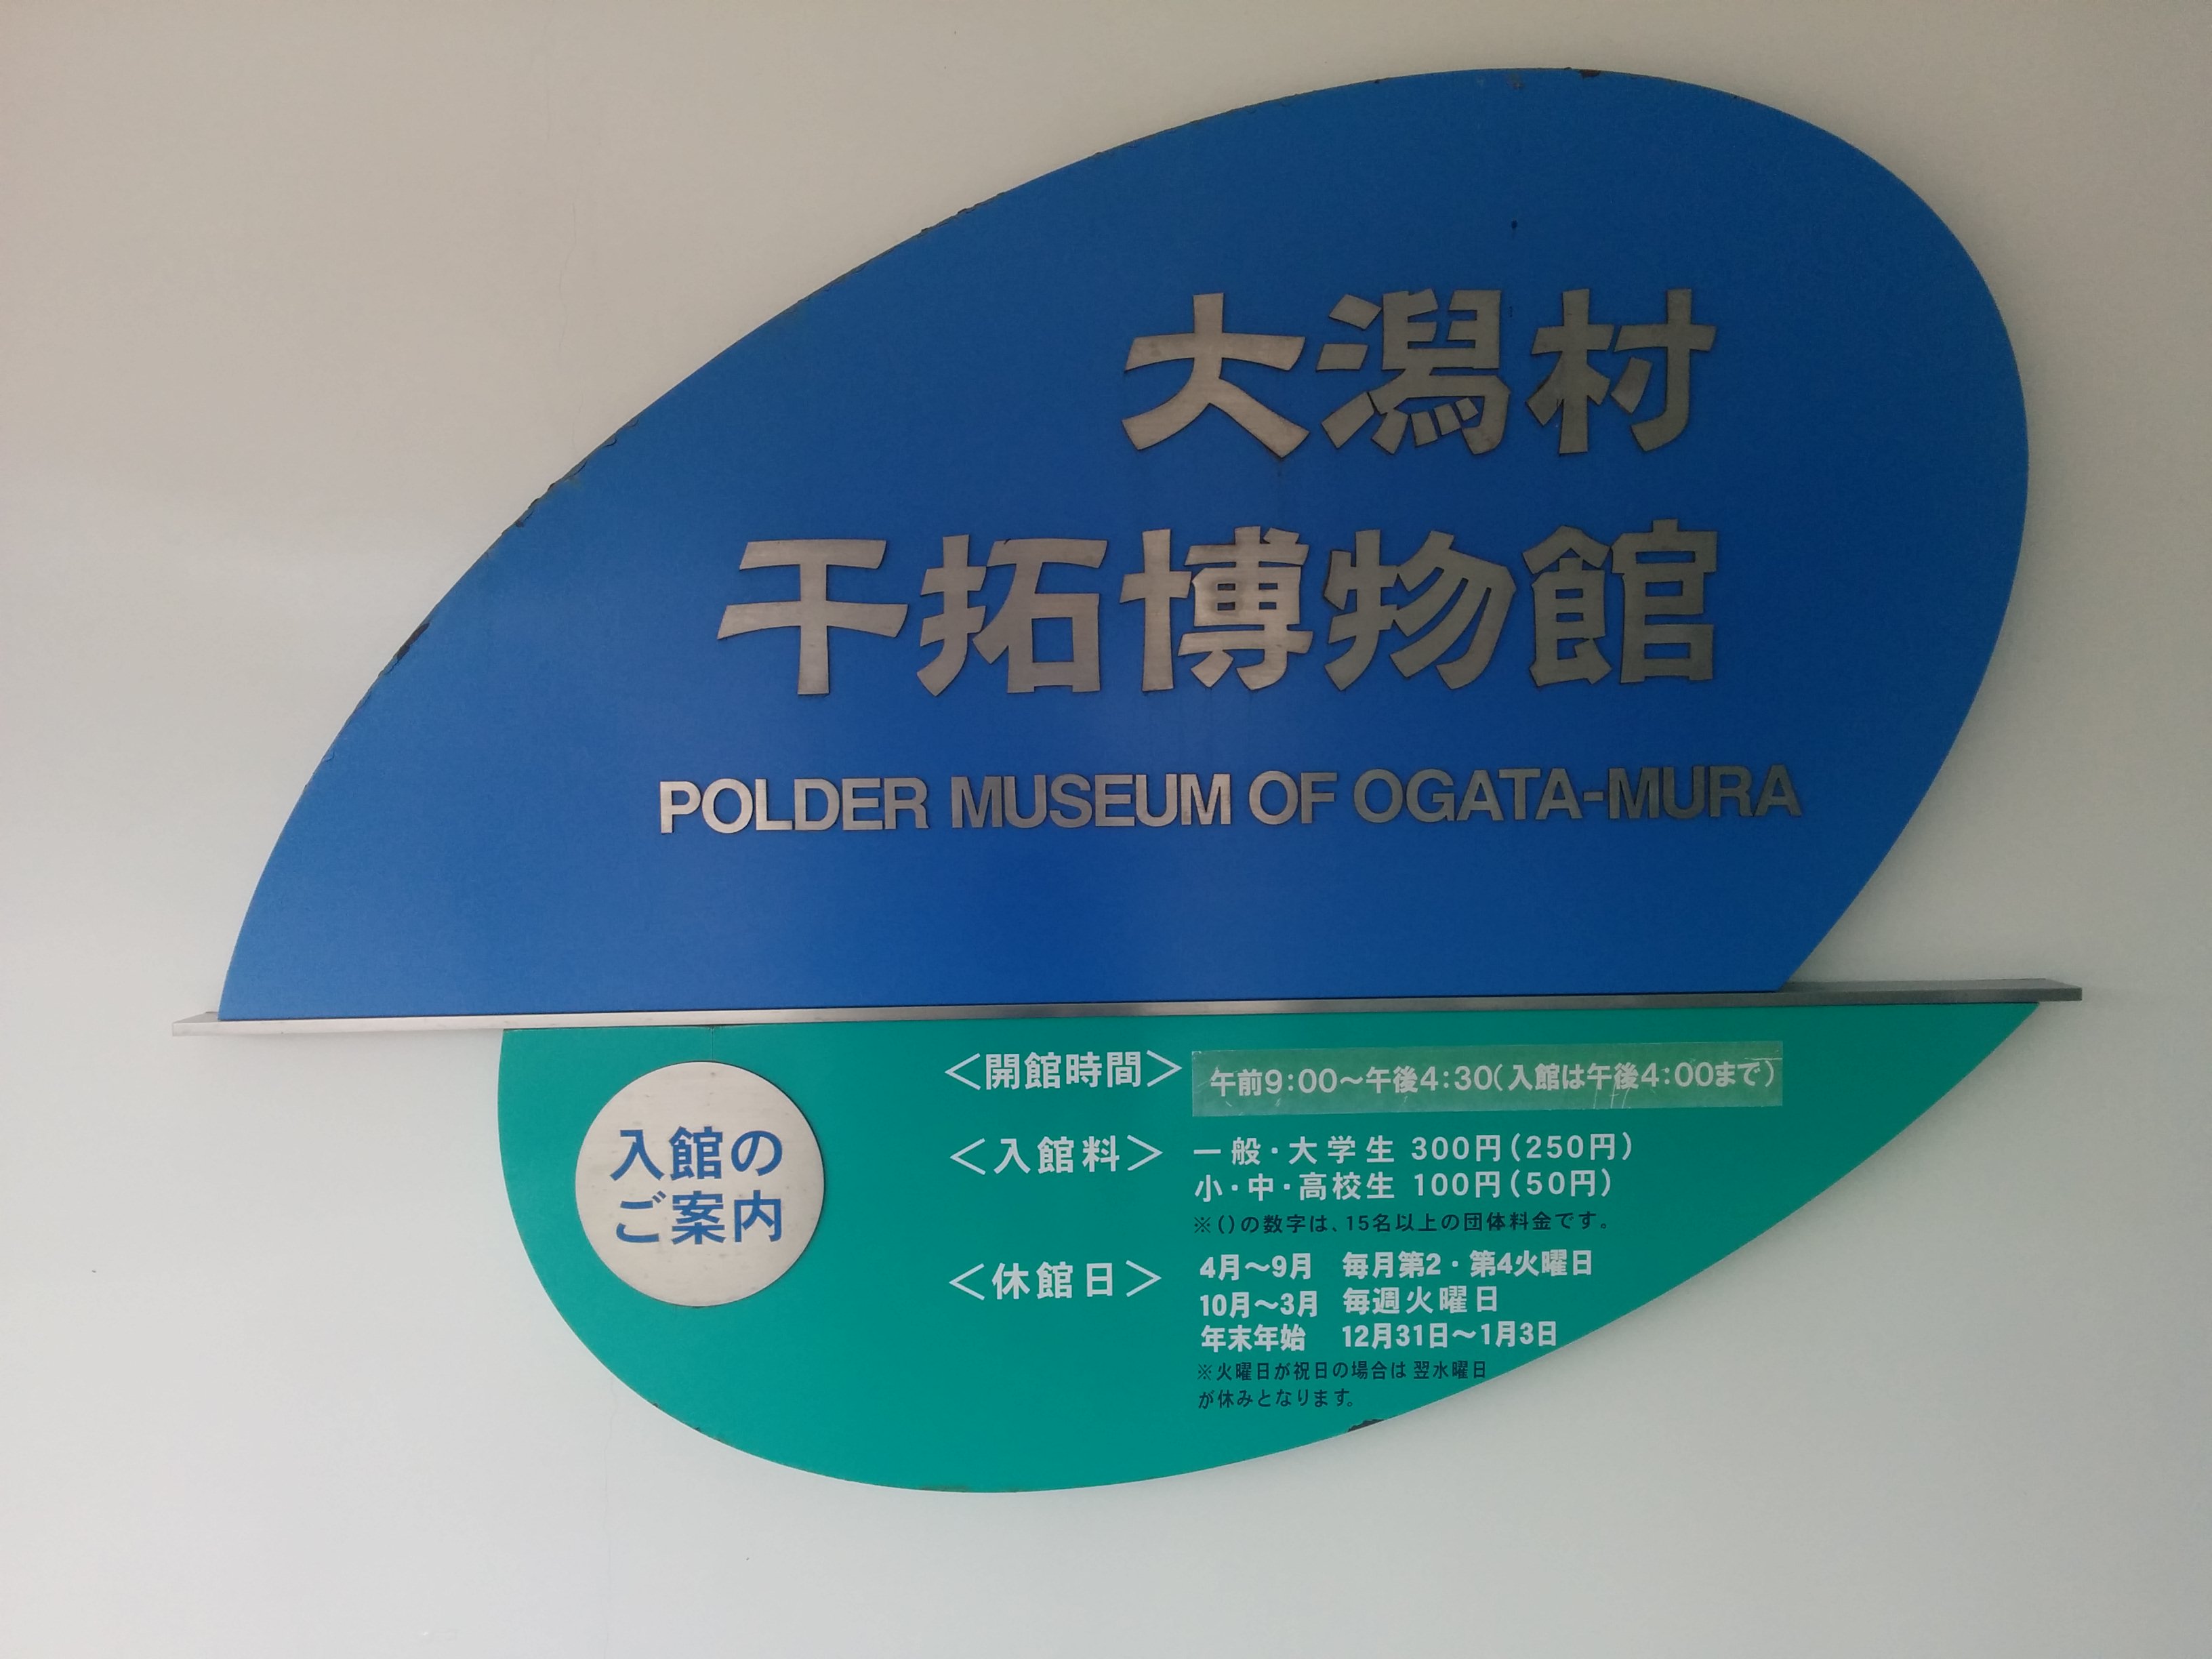 大潟村
干拓博物館
POLDER MUSEUM OF OGATA-MURA
入館の
ご案内
<開館時間> 午前9:00～午後4:30(入館は午後4:00まで)
<入館料> 一般・大学生 300円(250円)
小・中・高校生 100円(50円)
※()の数字は、15名以上の団体料金です。
<休館日> 4月～9月 毎月第2・第4火曜日
10月～3月 毎週火曜日
年末年始 12月31日～1月3日
※火曜日が祝日の場合は翌水曜日
が休みとなります。